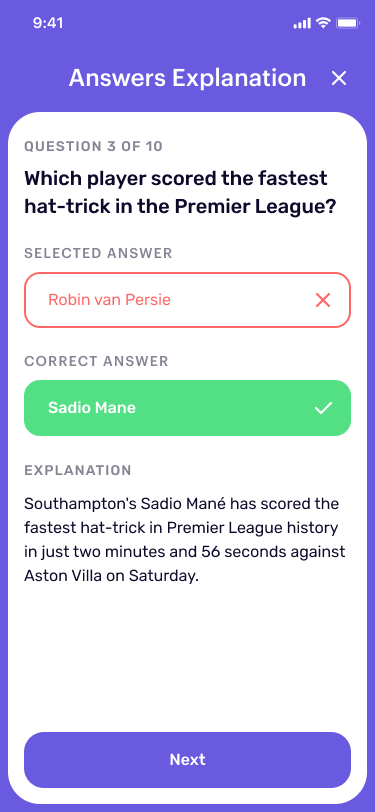 9:41
Answers Explanation
QUESTION 3 OF 10
Which player scored the fastest
hat-trick in the Premier League?
SELECTED ANSWER
Robin van Persie
CORRECT ANSWER
Sadio Mane
EXPLANATION
Southampton's Sadio Mané has scored the
fastest hat-trick in Premier League history
in just two minutes and 56 seconds against
Aston Villa on Saturday.
Next